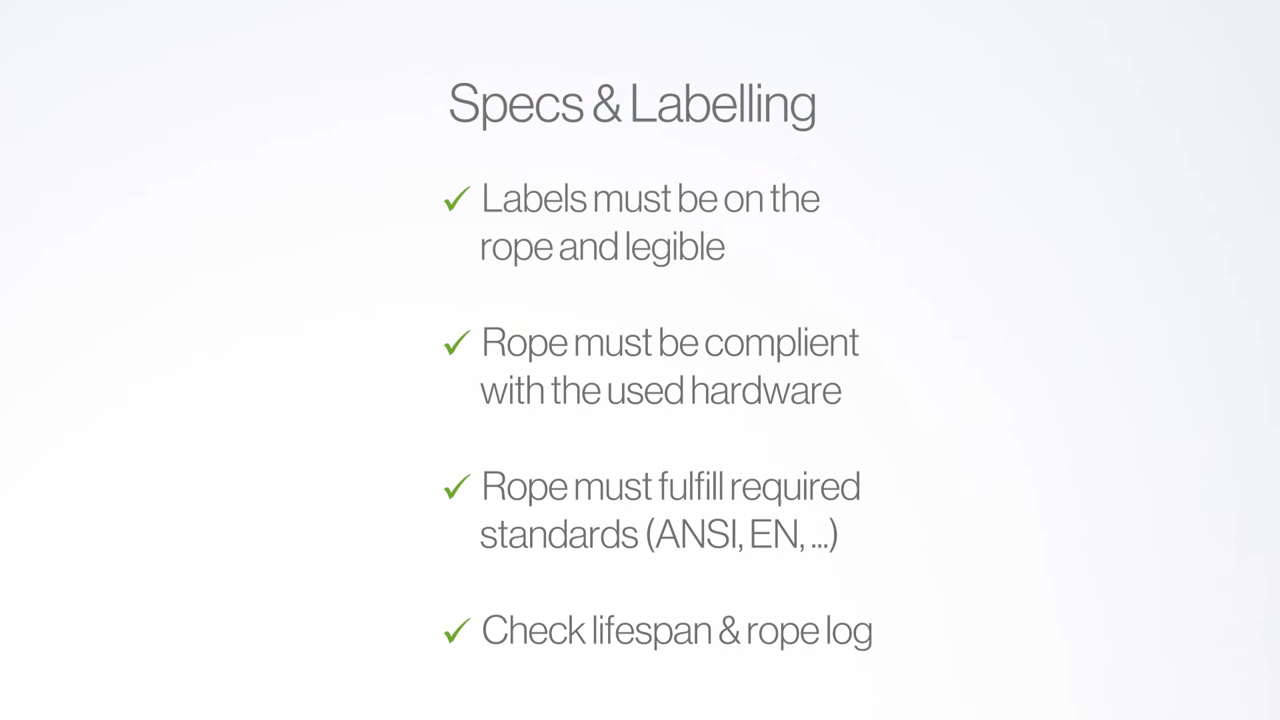 Specs & Labelling
✓ Labels must be on the
rope and legible
✓ Rope must be complient
with the used hardware
✓ Rope must fulfill required
standards (ANSI, EN, ...)
✓ Check lifespan & rope log